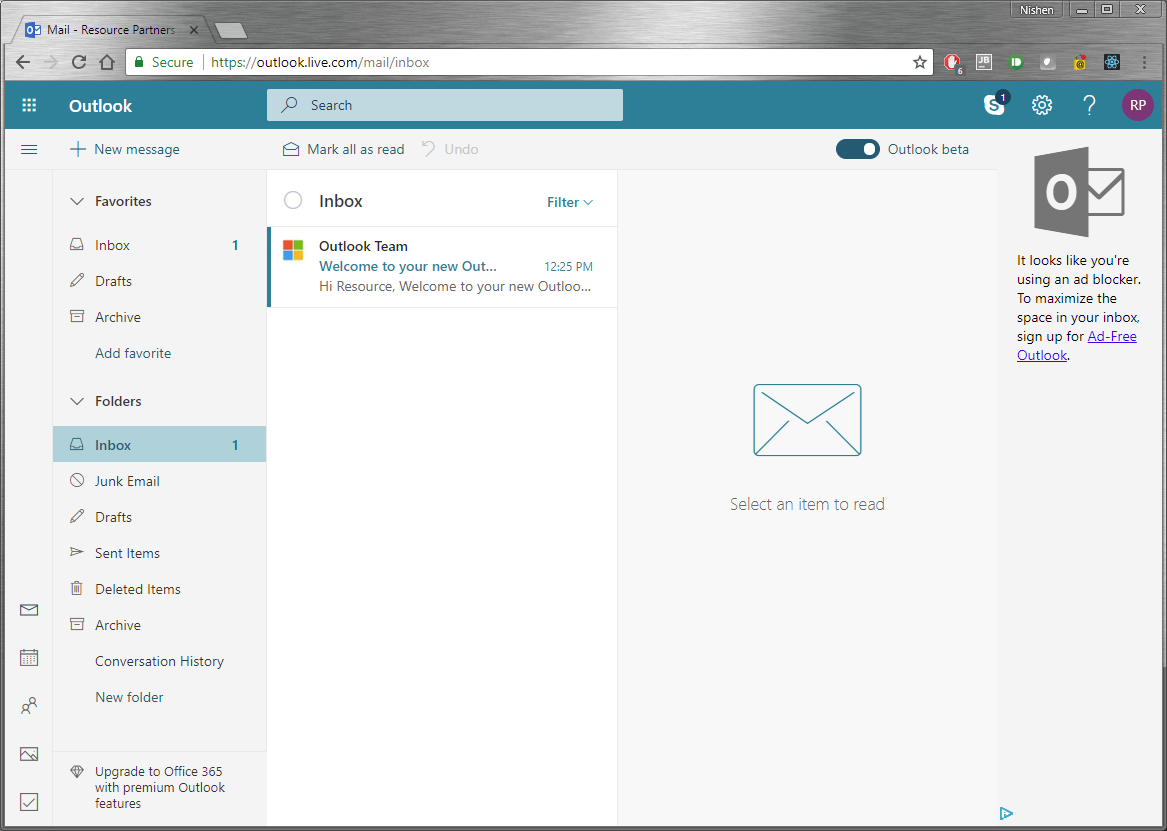 Nishen
Mail - Resource Partners
Secure https://outlook.live.com/mail/inbox
6
JB
Outlook
Search
S 1
?
RP
New message
Mark all as read
Undo
Outlook beta
Favorites
Inbox 1
Drafts
Archive
Add favorite
Folders
Inbox 1
Junk Email
Drafts
Sent Items
Deleted Items
Archive
Conversation History
New folder
Upgrade to Office 365
with premium Outlook
features
Inbox
Filter
Outlook Team
Welcome to your new Out... 12:25 PM
Hi Resource, Welcome to your new Outloo...
Select an item to read
O
It looks like you're
using an ad blocker.
To maximize the
space in your inbox,
sign up for Ad-Free
Outlook.